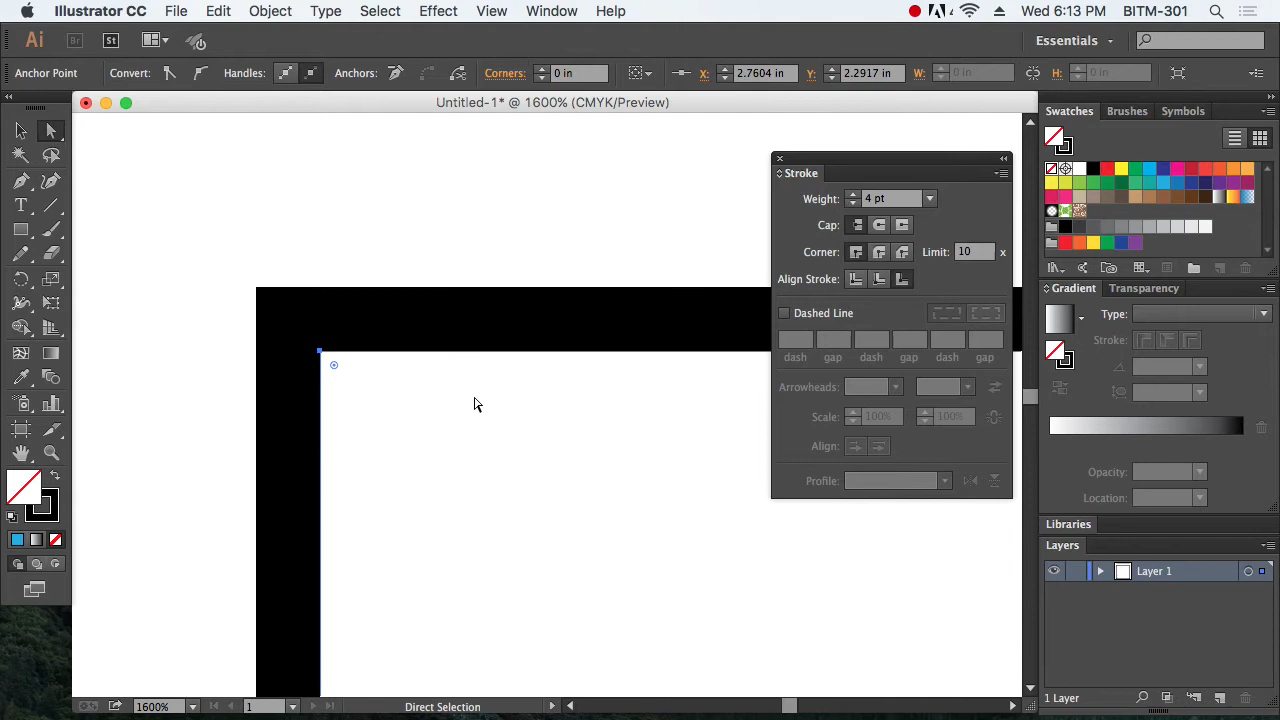 Illustrator CC File Edit Object Type Select Effect View Window Help
4 Wed 6:13 PM BITM-301
Ai Br St Essentials
Anchor Point Convert: Handles: Anchors: Corners: 0 in X: 2.7604 in Y: 2.2917 in W: 0 in H: 0 in
Untitled-1* @ 1600% (CMYK/Preview)
Swatches Brushes Symbols
Stroke
Weight: 4 pt
Cap:
Corner: Limit: 10 x
Align Stroke:
Dashed Line
dash gap dash gap dash gap
Arrowheads:
Scale: 100% 100%
Align:
Profile:
Gradient Transparency
Type:
Stroke:
Opacity:
Location:
Libraries
Layers
Layer 1
1 Layer
1600% 1 Direct Selection